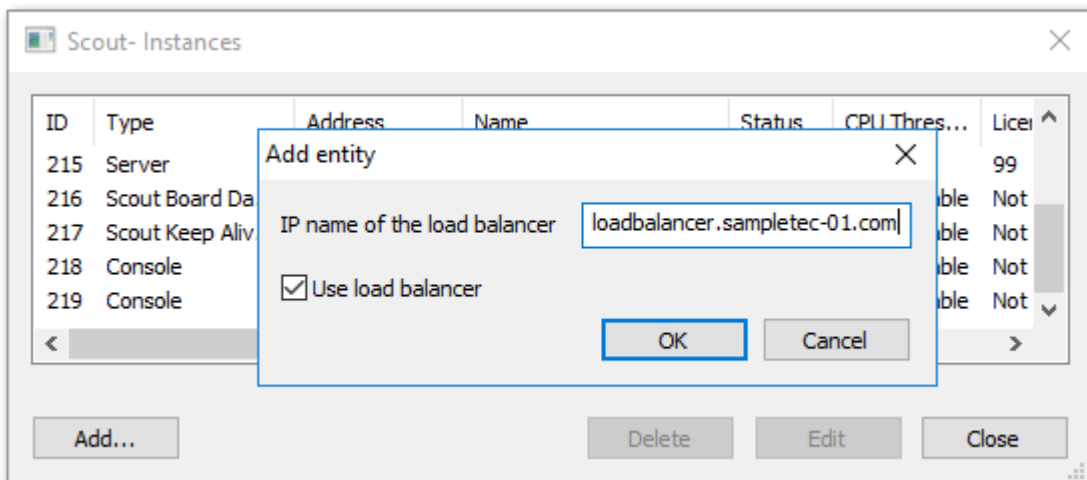 Scout- Instances
ID Type Address Name Status CPU Thres... Licer
215 Server 99
216 Scout Board Da Not
217 Scout Keep Aliv Not
218 Console Not
219 Console Not
Add entity
IP name of the load balancer loadbalancer.sampletec-01.com
Use load balancer
OK Cancel
Add... Delete Edit Close